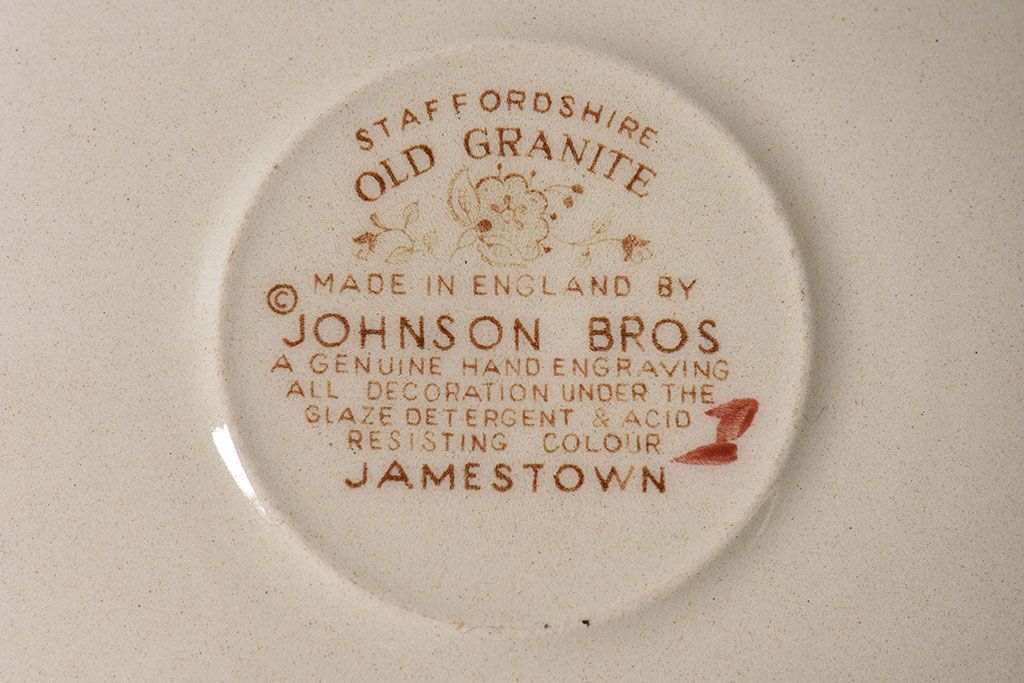 STAFFORDSHIRE
OLD GRANITE
MADE IN ENGLAND BY
© JOHNSON BROS
A GENUINE HAND ENGRAVING
ALL DECORATION UNDER THE
GLAZE DETERGENT & ACID
RESISTING COLOUR
JAMESTOWN